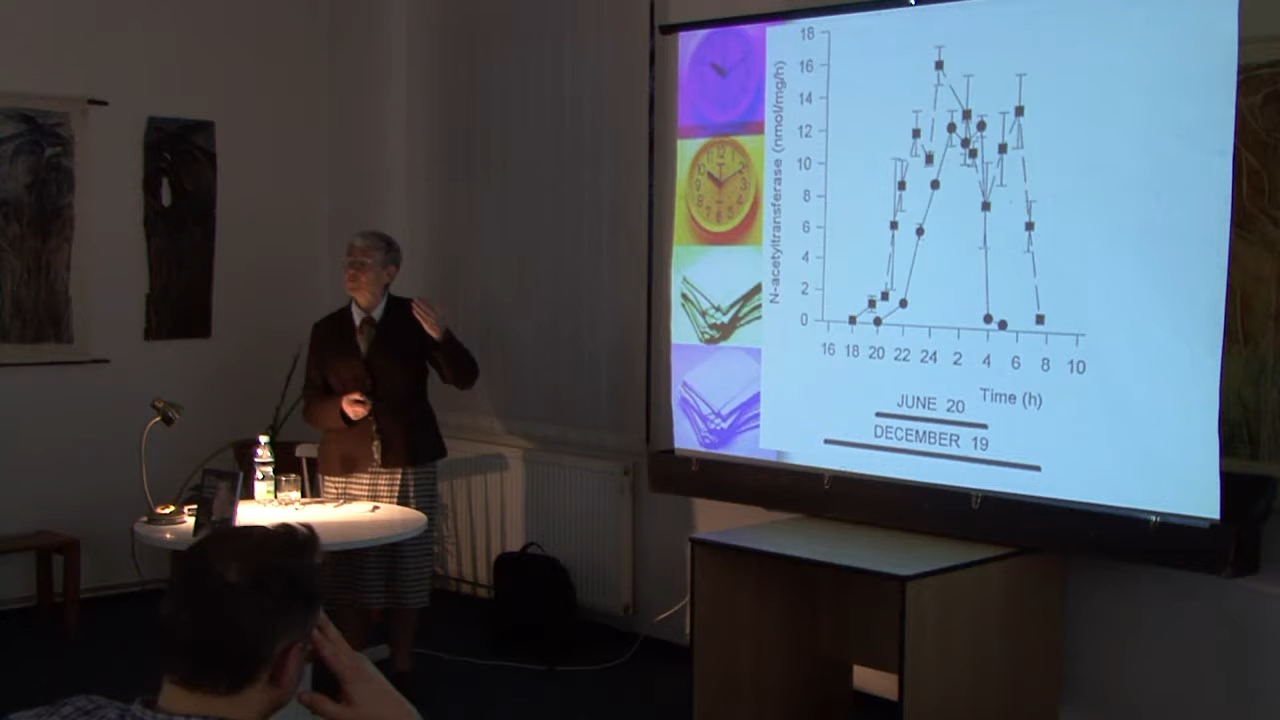 N-acetyltransferase (nmol/mg/h)
18
16
14
12
10
8
6
4
2
0
16 18 20 22 24 2 4 6 8 10
Time (h)
JUNE 20
DECEMBER 19